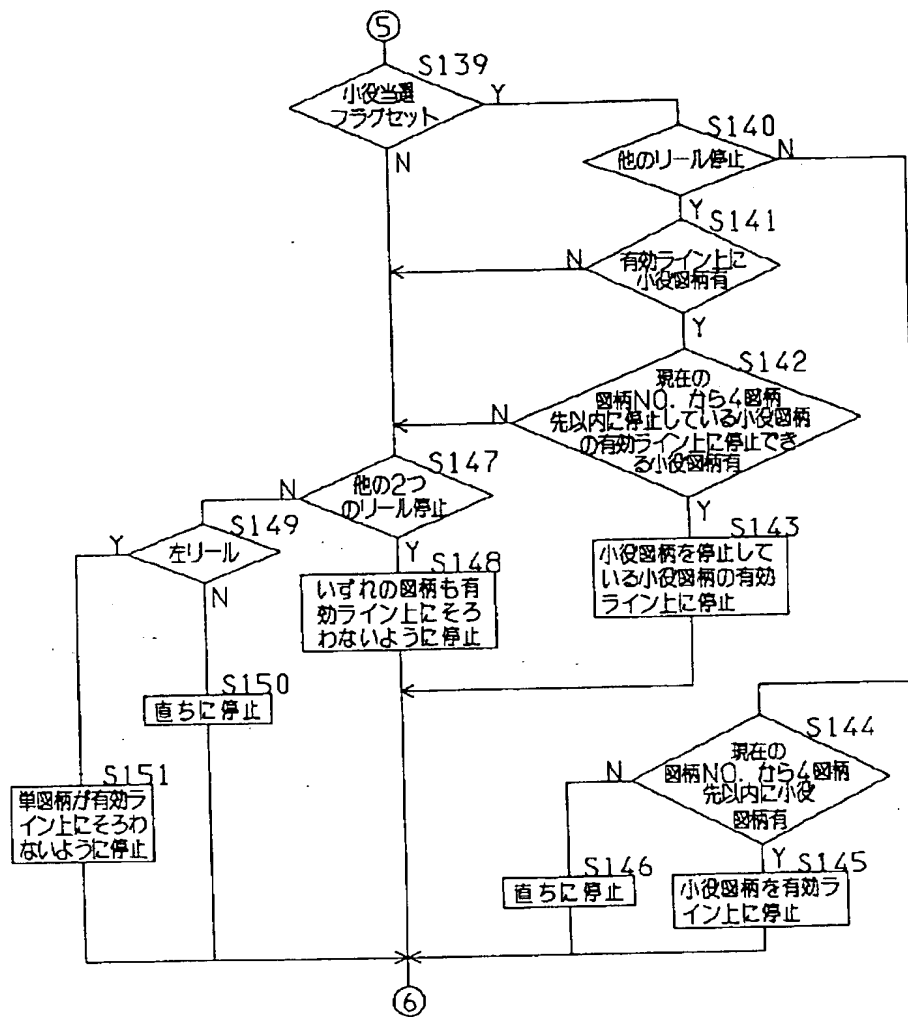 5
S139
小役当選
フラグセット
Y
N
S140
他のリール停止
N
Y
S141
有効ライン上に
小役図柄有
N
Y
S142
現在の
図柄NO. から4図柄
先以内に停止している小役図柄
の有効ライン上に停止でき
る小役図柄有
N
Y
S147
他の2つ
のリール停止
N
Y
S143
小役図柄を停止して
いる小役図柄の有効
ライン上に停止
S149
左リール
Y
N
S148
いずれの図柄も有
効ライン上にそろ
わないように停止
S150
直ちに停止
S144
現在の
図柄NO. から4図柄
先以内に小役
図柄有
N
Y
S151
単図柄が有効ラ
イン上にそろわ
ないように停止
S146
直ちに停止
S145
小役図柄を有効ラ
イン上に停止
6